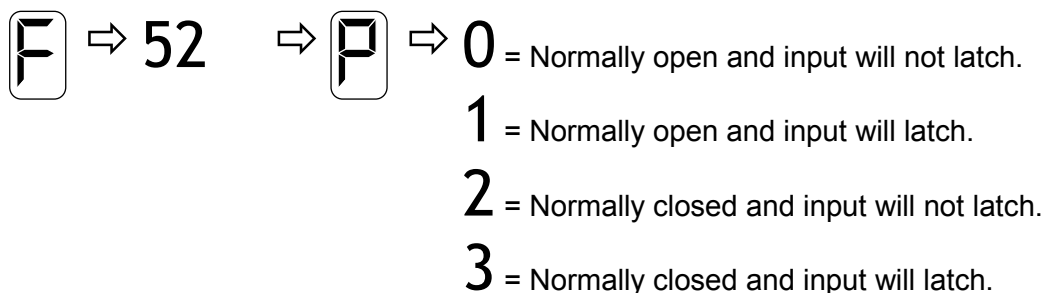 F ⇨ 52 ⇨ P ⇨ 0 = Normally open and input will not latch.
1 = Normally open and input will latch.
2 = Normally closed and input will not latch.
3 = Normally closed and input will latch.